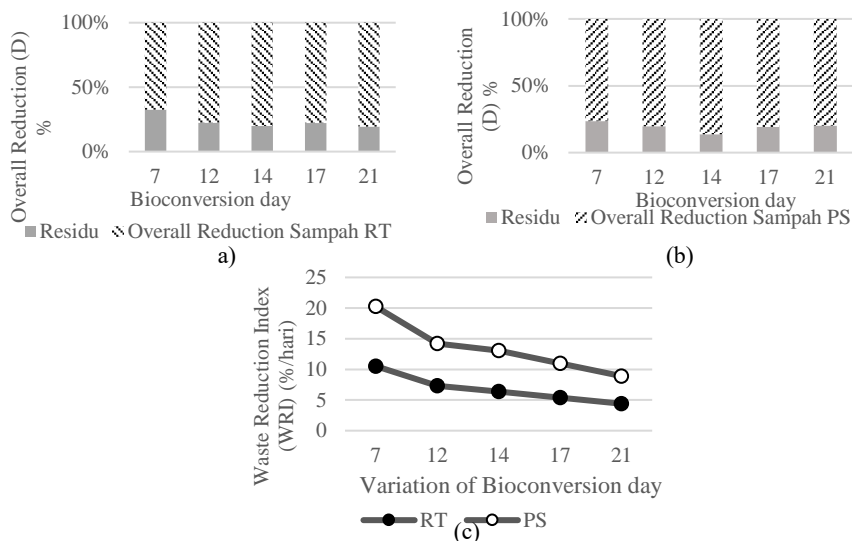 Overall Reduction (D)
%
100%
50%
0%
7 12 14 17 21
Bioconversion day
Residu Overall Reduction Sampah RT
a)
Overall Reduction
(D) %
100%
50%
0%
7 12 14 17 21
Bioconversion day
Residu Overall Reduction Sampah PS
(b)
Waste Reduction Index
(WRI) (%/hari)
25
20
15
10
5
0
7 12 14 17 21
Variation of Bioconversion day
RT PS
(c)